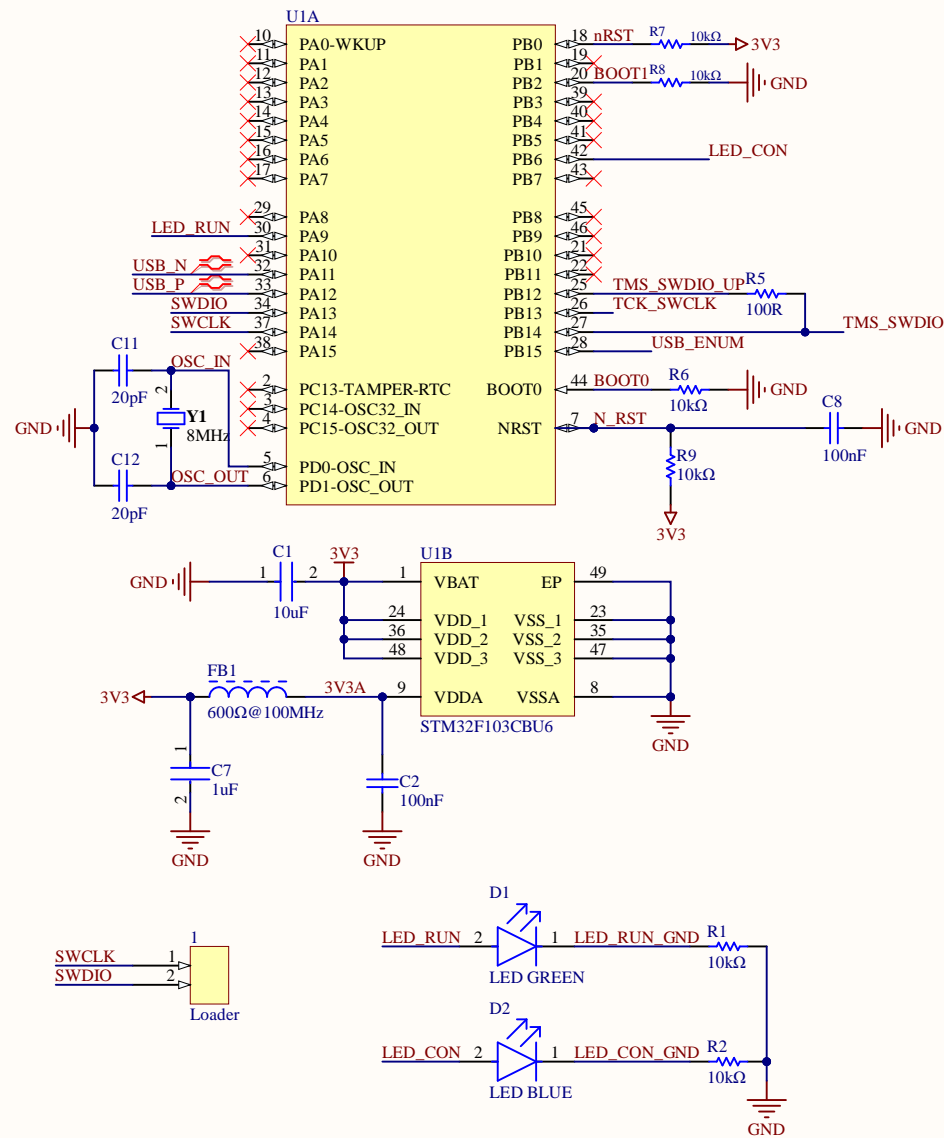 U1A
10 PA0-WKUP PB0 18 nRST R7 10kΩ 3V3
11 PA1 PB1 19
12 PA2 PB2 20 BOOT1 R8 10kΩ GND
13 PA3 PB3 39
14 PA4 PB4 40
15 PA5 PB5 41
16 PA6 PB6 42 LED_CON
17 PA7 PB7 43
29 PA8 PB8 45
LED_RUN 30 PA9 PB9 46
31 PA10 PB10 21
USB_N 32 PA11 PB11 22
USB_P 33 PA12 PB12 25 TMS_SWDIO_UP R5
SWDIO 34 PA13 PB13 26 TCK_SWCLK 100R
SWCLK 37 PA14 PB14 27 TMS_SWDIO
38 PA15 PB15 28 USB_ENUM
C11 OSC_IN
20pF 2 2 PC13-TAMPER-RTC BOOT0 44 BOOT0 R6 10kΩ GND
Y1 3 PC14-OSC32_IN
GND 8MHz 4 PC15-OSC32_OUT NRST 7 N_RST C8 GND
1 100nF
C12 5 PD0-OSC_IN R9
20pF OSC_OUT 6 PD1-OSC_OUT 10kΩ
3V3
U1B
GND 1 C1 2 3V3 1 VBAT EP 49
10uF
24 VDD_1 VSS_1 23
36 VDD_2 VSS_2 35
48 VDD_3 VSS_3 47
FB1
3V3 3V3A 9 VDDA VSSA 8
600Ω@100MHz STM32F103CBU6
GND
1 C7 C2
2 1uF 100nF
GND GND
D1
LED_RUN 2 1 LED_RUN_GND R1
LED GREEN 10kΩ
1
SWCLK 1
SWDIO 2
Loader
D2
LED_CON 2 1 LED_CON_GND R2
LED BLUE 10kΩ
GND